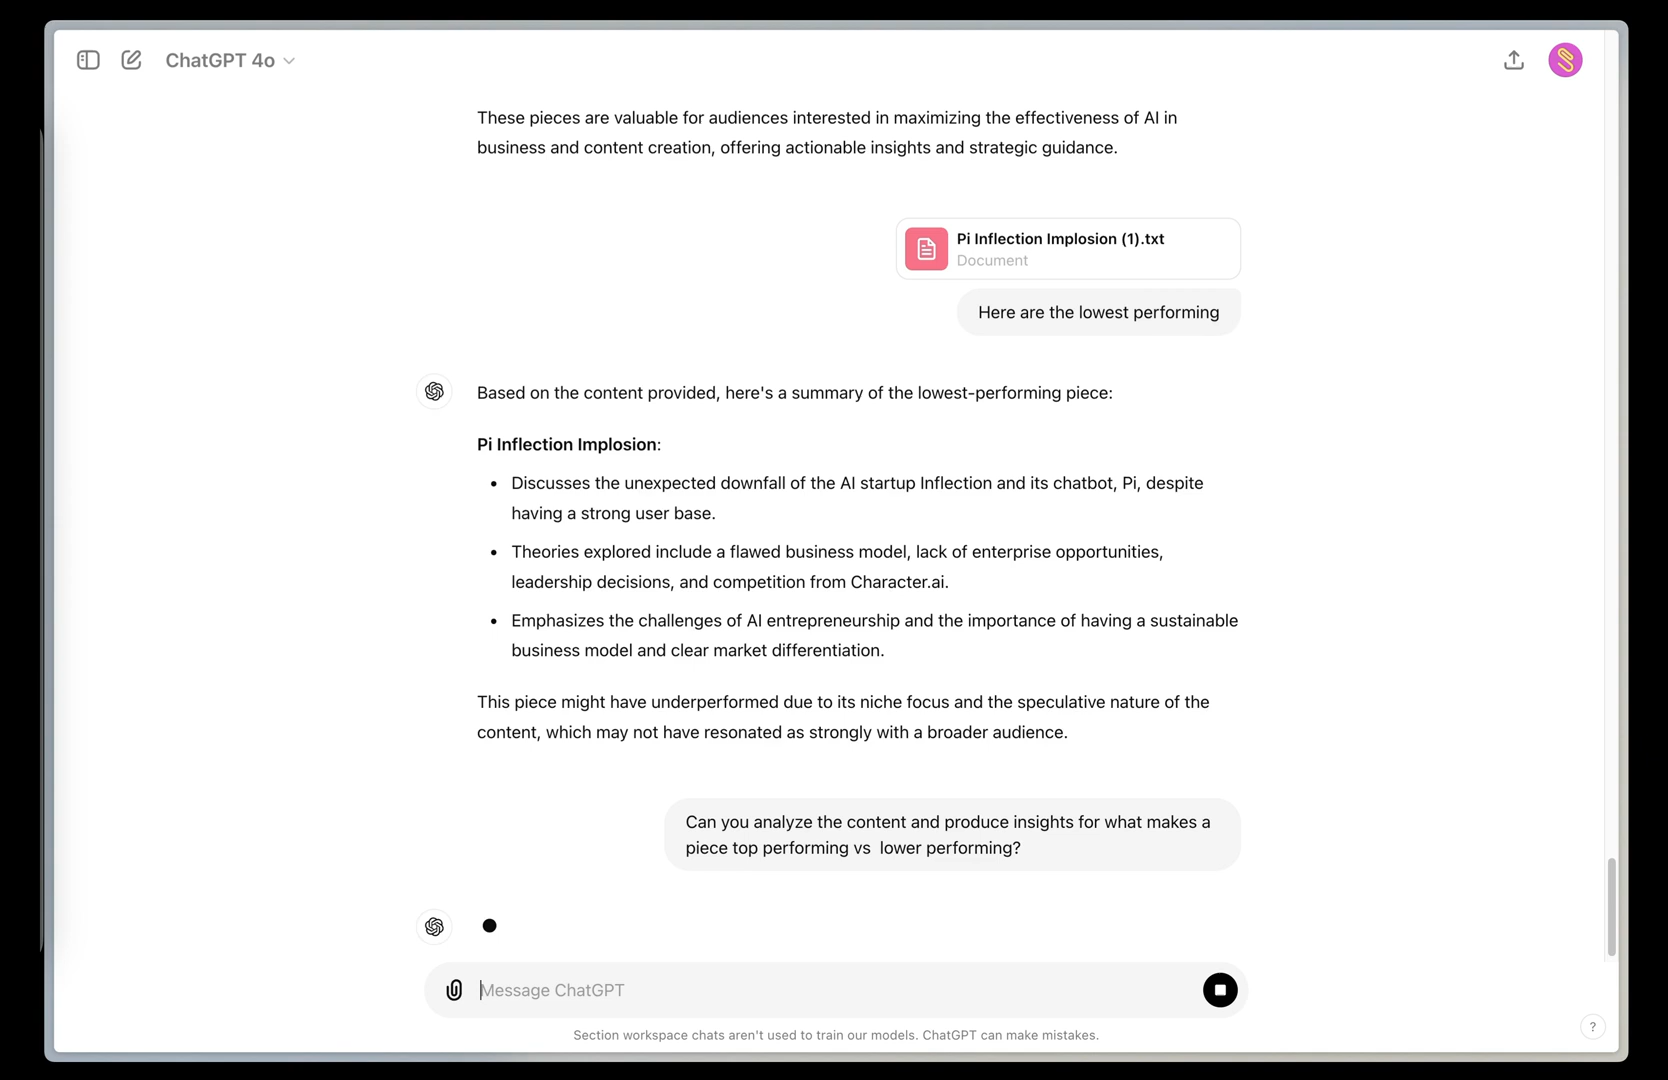 ChatGPT 4o
These pieces are valuable for audiences interested in maximizing the effectiveness of AI in
business and content creation, offering actionable insights and strategic guidance.
Pi Inflection Implosion (1).txt
Document
Here are the lowest performing
Based on the content provided, here's a summary of the lowest-performing piece:
Pi Inflection Implosion:
• Discusses the unexpected downfall of the AI startup Inflection and its chatbot, Pi, despite
having a strong user base.
• Theories explored include a flawed business model, lack of enterprise opportunities,
leadership decisions, and competition from Character.ai.
• Emphasizes the challenges of AI entrepreneurship and the importance of having a sustainable
business model and clear market differentiation.
This piece might have underperformed due to its niche focus and the speculative nature of the
content, which may not have resonated as strongly with a broader audience.
Can you analyze the content and produce insights for what makes a
piece top performing vs  lower performing?
Message ChatGPT
Section workspace chats aren't used to train our models. ChatGPT can make mistakes.
?